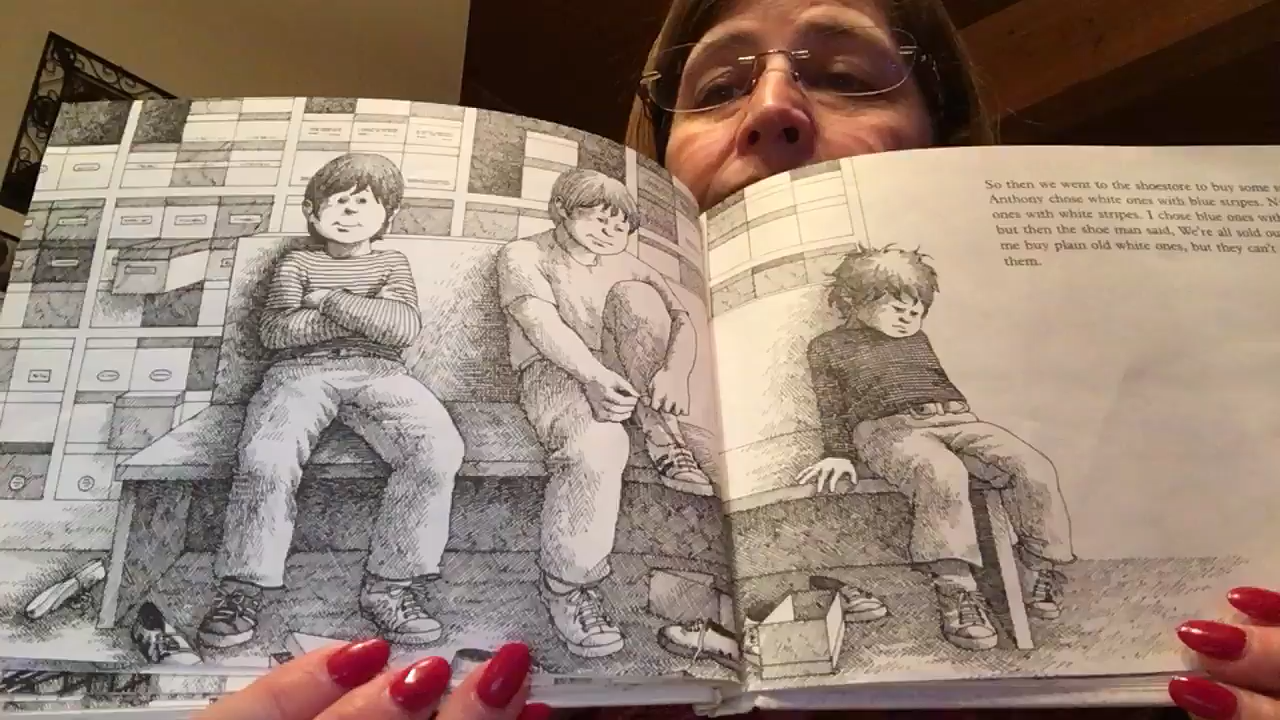 So then we went to the shoestore to buy some
Anthony chose white ones with blue stripes.
ones with white stripes. I chose blue ones
but then the shoe man said, We're all sold
me buy plain old white ones, but they can't
them.